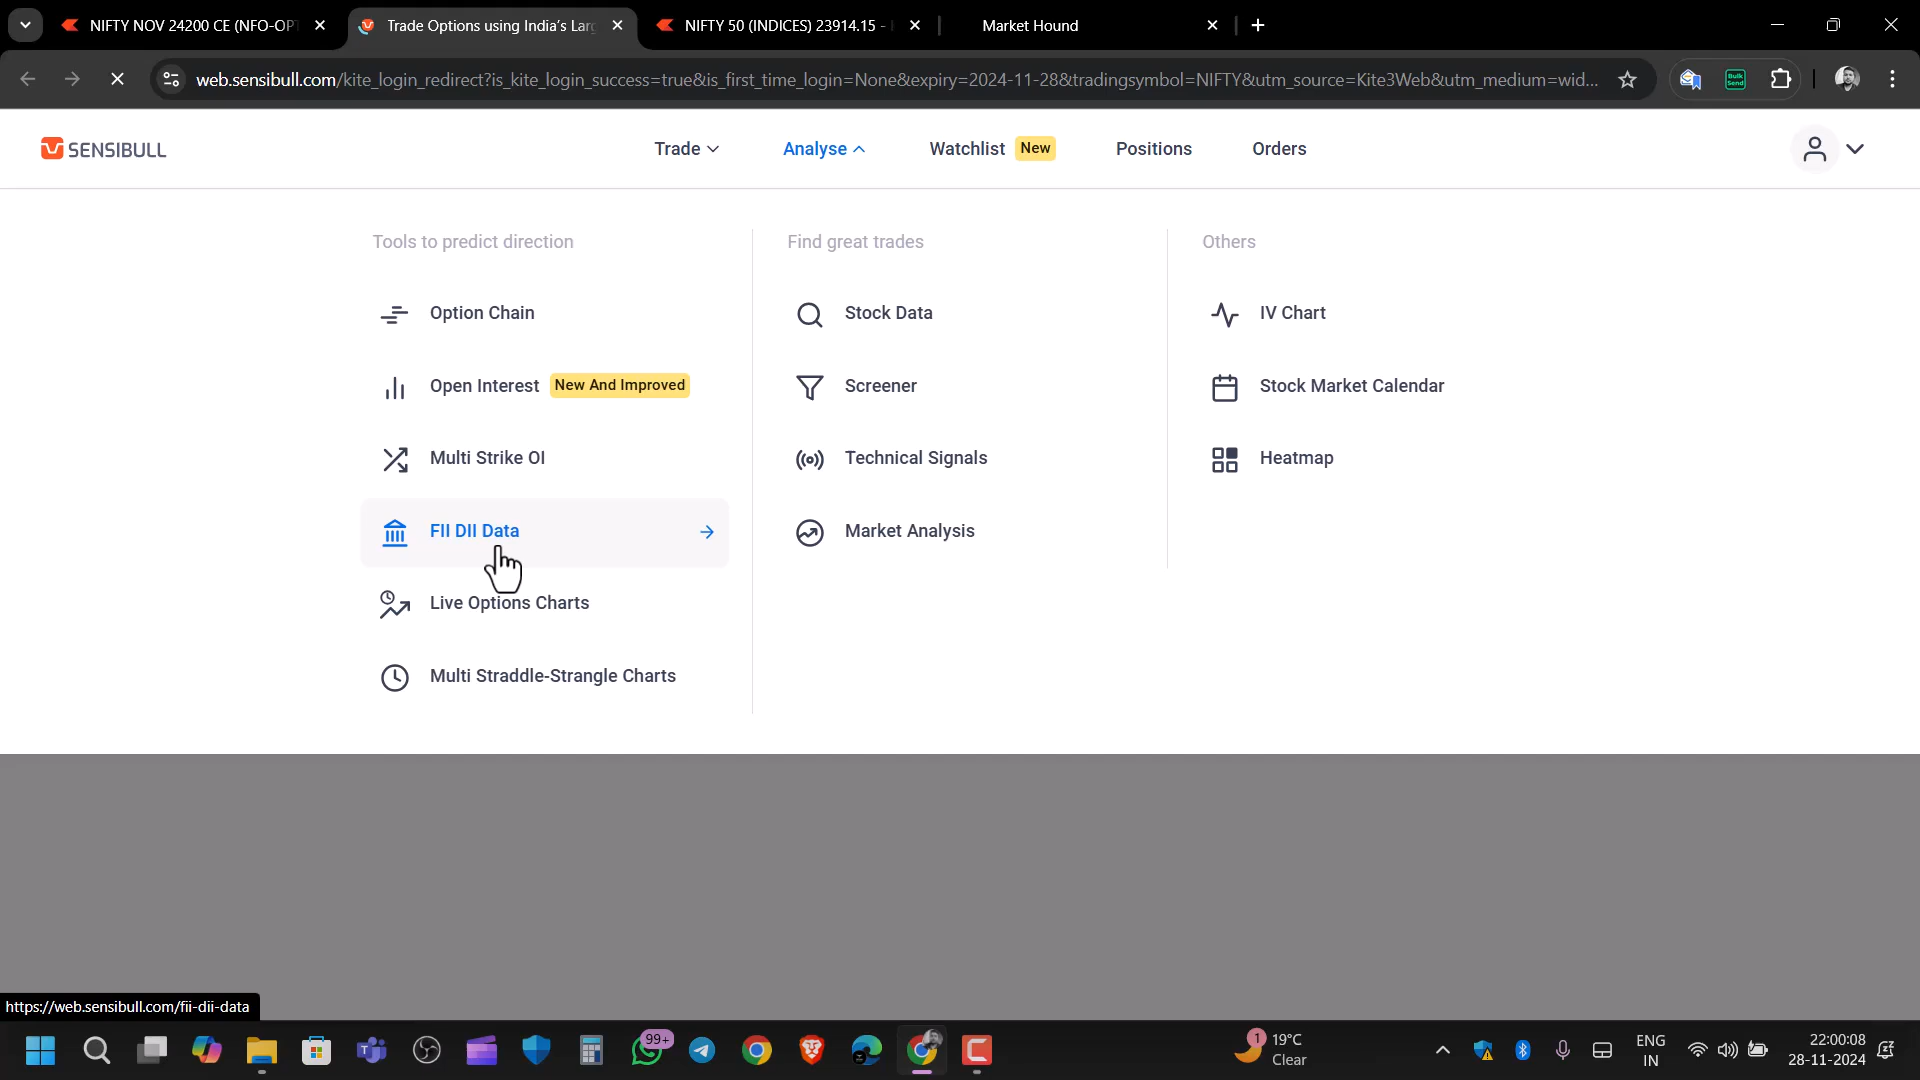 NIFTY NOV 24200 CE (NFO-OP
Trade Options using India's Lar
NIFTY 50 (INDICES) 23914.15 -
Market Hound
web.sensibull.com/kite_login_redirect?is_kite_login_success=true&is_first_time_login=None&expiry=2024-11-28&tradingsymbol=NIFTY&utm_source=Kite3Web&utm_medium=wid...
Bulk
Send
SENSIBULL
Trade
Analyse
Watchlist New
Positions
Orders
Tools to predict direction
Find great trades
Others
Option Chain
Stock Data
IV Chart
Open Interest New And Improved
Screener
Stock Market Calendar
Multi Strike OI
Technical Signals
Heatmap
FII DII Data
Market Analysis
Live Options Charts
Multi Straddle-Strangle Charts
https://web.sensibull.com/fii-dii-data
99+
1
19°C
Clear
ENG
IN
22:00:08
28-11-2024